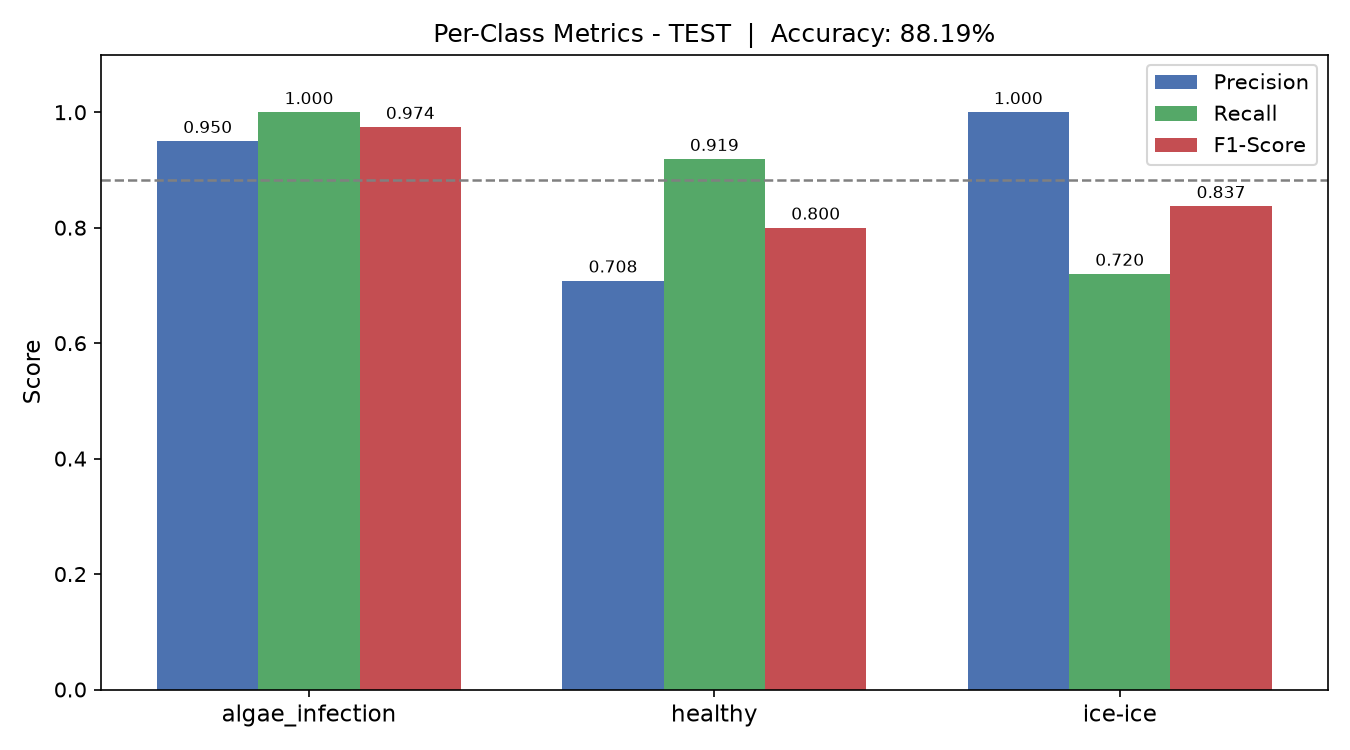 Per-Class Metrics - TEST | Accuracy: 88.19%
Precision
Recall
F1-Score
Score
1.0
0.8
0.6
0.4
0.2
0.0
0.950
1.000
0.974
0.708
0.919
0.800
1.000
0.720
0.837
algae_infection
healthy
ice-ice